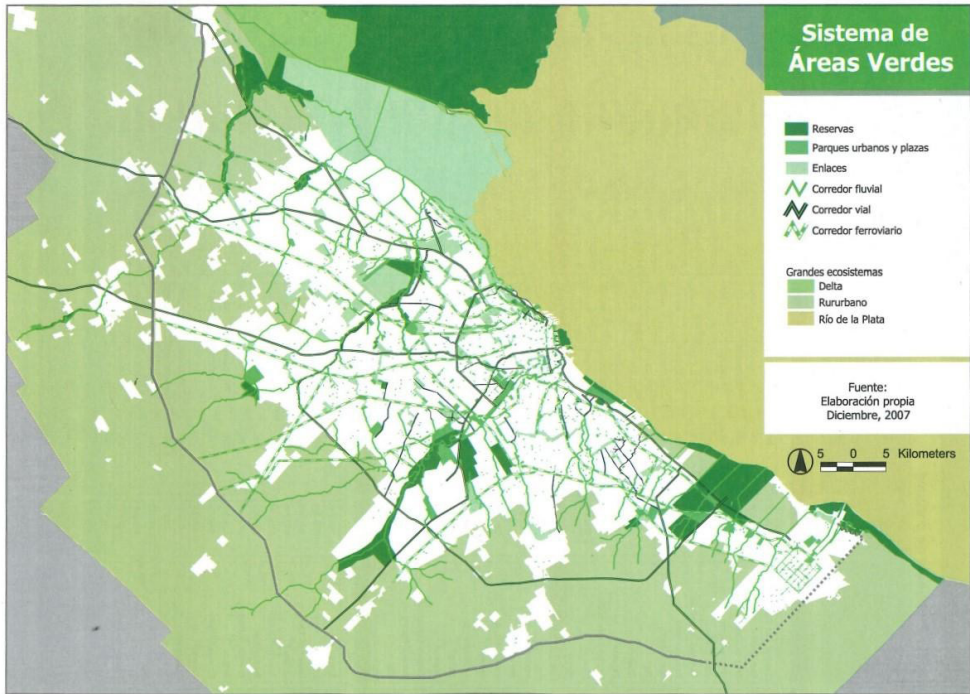 Sistema de
Áreas Verdes
Reservas
Parques urbanos y plazas
Enlaces
Corredor fluvial
Corredor vial
Corredor ferroviario
Grandes ecosistemas
Delta
Rururbano
Río de la Plata
Fuente:
Elaboración propia
Diciembre, 2007
5 0 5 Kilometers